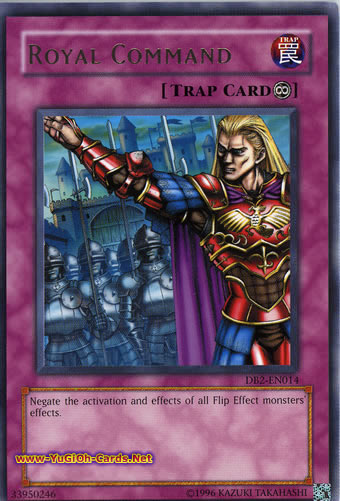 ROYAL COMMAND
TRAP
罠
[TRAP CARD∞]
DB2-EN014
Negate the activation and effects of all Flip Effect monsters'
effects.
www-YuGiOh-Cards.Net
33950246
©1996 KAZUKI TAKAHASHI